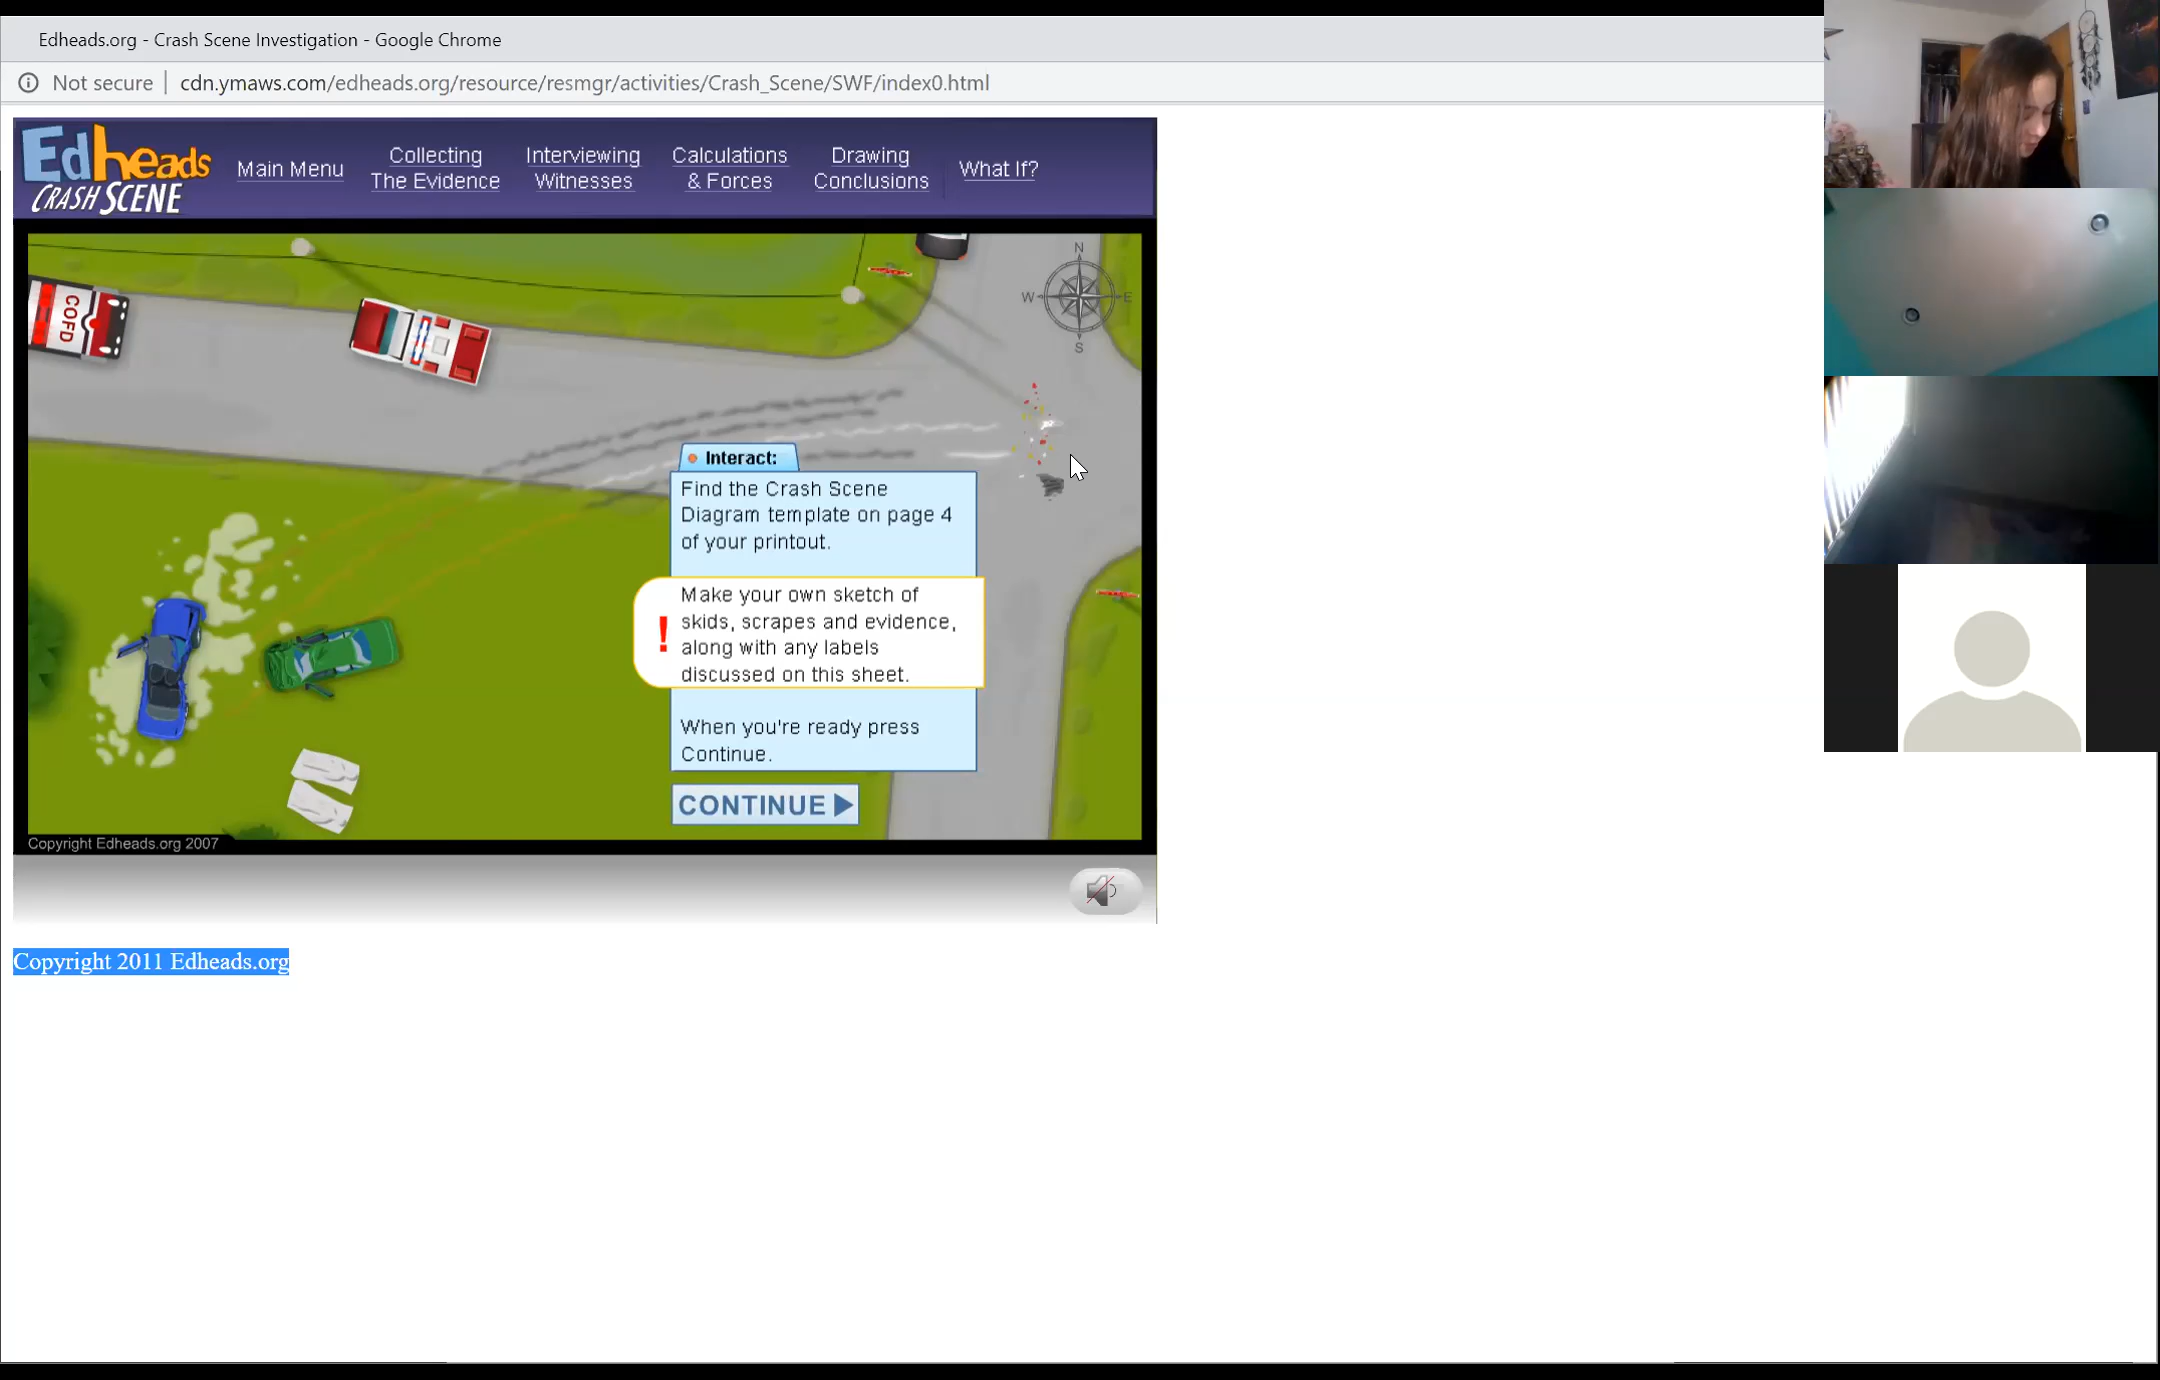 Edheads.org - Crash Scene Investigation - Google Chrome
Not secure
cdn.ymaws.com/edheads.org/resource/resmgr/activities/Crash_Scene/SWF/index0.html
Edheads
CRASH SCENE
Main Menu
Collecting
The Evidence
Interviewing
Witnesses
Calculations
& Forces
Drawing
Conclusions
What If?
N
W
E
S
COFD
Interact:
Find the Crash Scene
Diagram template on page 4
of your printout.
! Make your own sketch of
skids, scrapes and evidence,
along with any labels
discussed on this sheet.
When you're ready press
Continue.
CONTINUE
Copyright Edheads.org 2007
Copyright 2011 Edheads.org